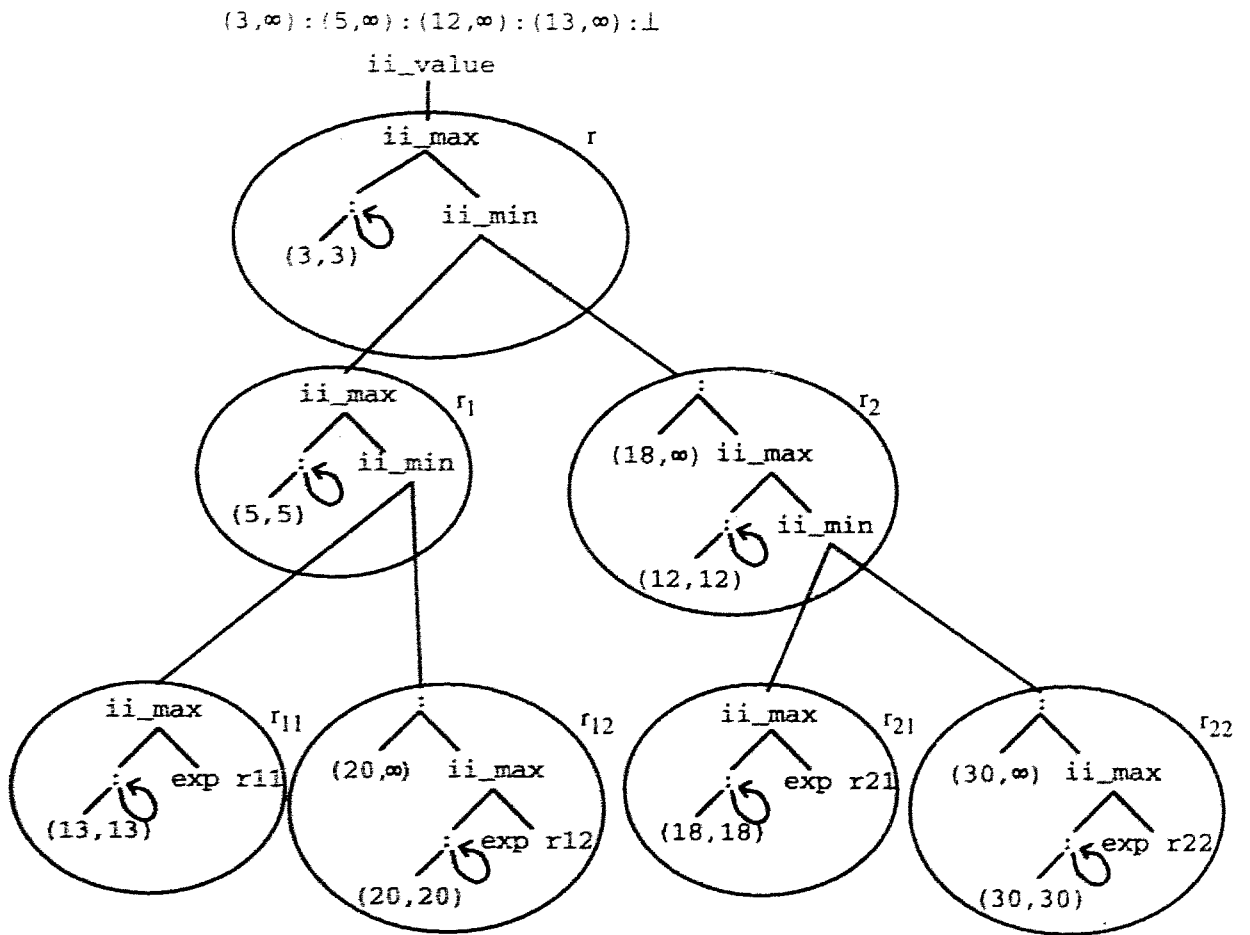 (3,∞):(5,∞):(12,∞):(13,∞):⊥
ii_value
ii_max
r
:
ii_min
(3,3)
ii_max
r1
:
ii_min
(5,5)
:
r2
(18,∞)
ii_max
:
ii_min
(12,12)
ii_max
r11
:
exp r11
(13,13)
:
r12
(20,∞)
ii_max
:
exp r12
(20,20)
ii_max
r21
:
exp r21
(18,18)
:
r22
(30,∞)
ii_max
:
exp r22
(30,30)